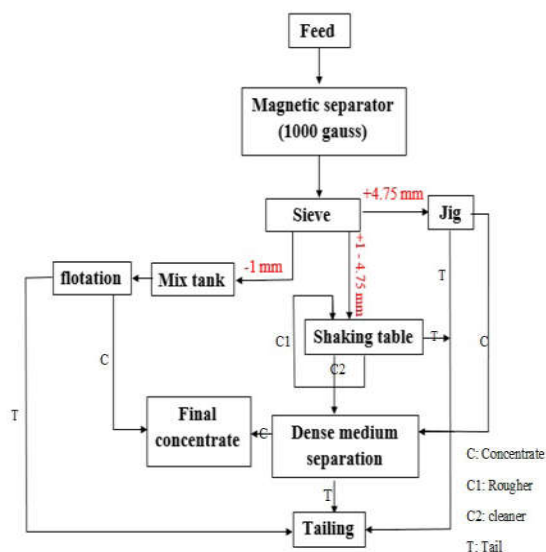 Feed
Magnetic separator
(1000 gauss)
+4.75 mm
Jig
Sieve
+1 - 4.75 mm
-1 mm
flotation
Mix tank
T
Shaking table
T
C1
C
C
C2
T
Final
concentrate
C
Dense medium
separation
T
Tailing
C: Concentrate
C1: Rougher
C2: cleaner
T: Tail